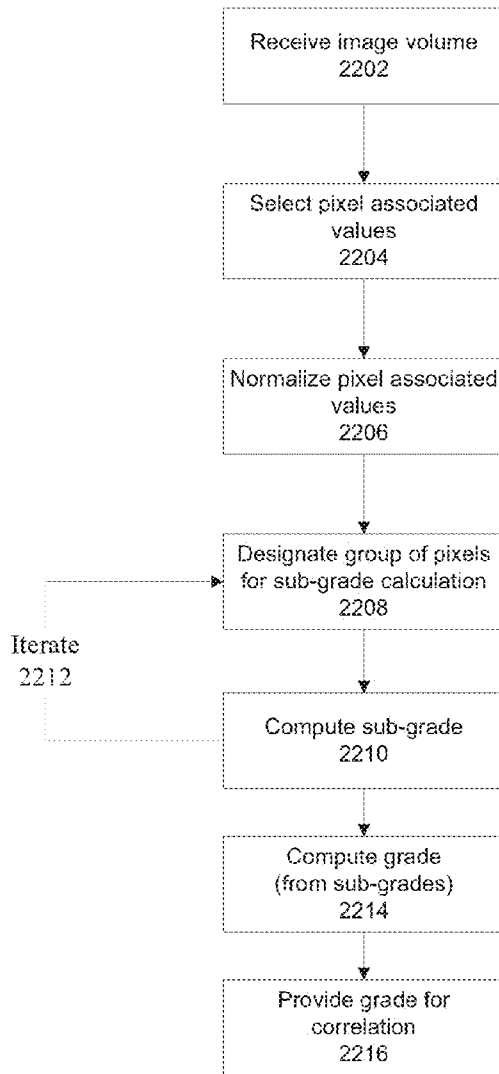 Receive image volume
2202
Select pixel associated
values
2204
Normalize pixel associated
values
2206
Designate group of pixels
for sub-grade calculation
2208
Iterate
2212
Compute sub-grade
2210
Compute grade
(from sub-grades)
2214
Provide grade for
correlation
2216